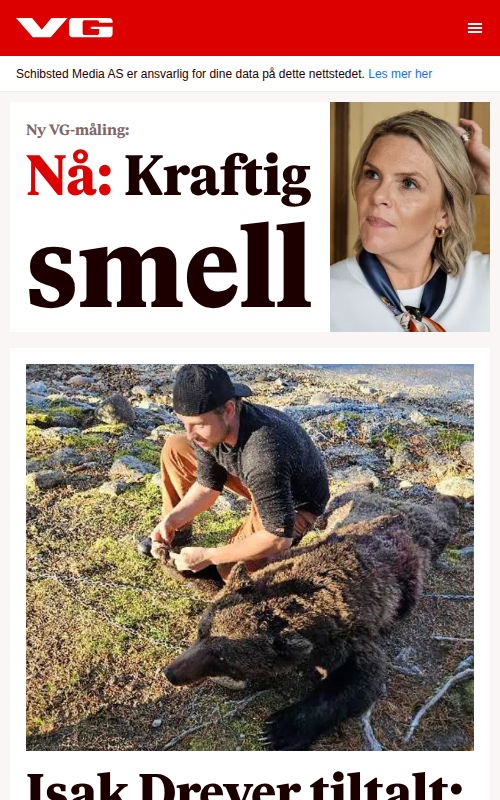 VG
Schibsted Media AS er ansvarlig for dine data på dette nettstedet. Les mer her
Ny VG-måling:
Nå: Kraftig
smell
Isak Dreyer tiltalt: